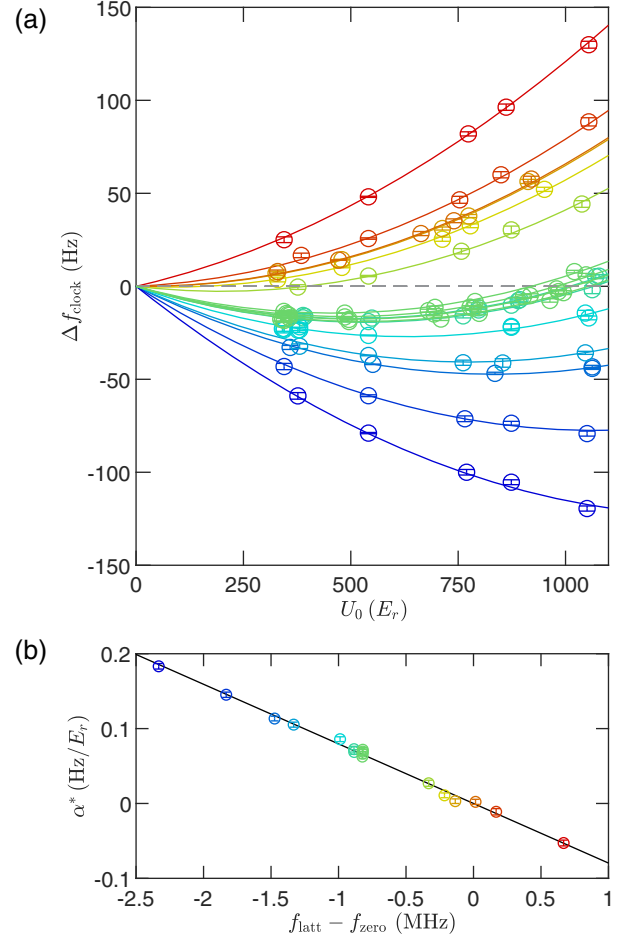 (a)
150
100
50
0
-50
-100
-150
Δf_clock (Hz)
0 250 500 750 1000
U_0 (E_r)
(b)
0.2
0.1
0
-0.1
α* (Hz/E_r)
-2.5 -2 -1.5 -1 -0.5 0 0.5 1
f_latt − f_zero (MHz)